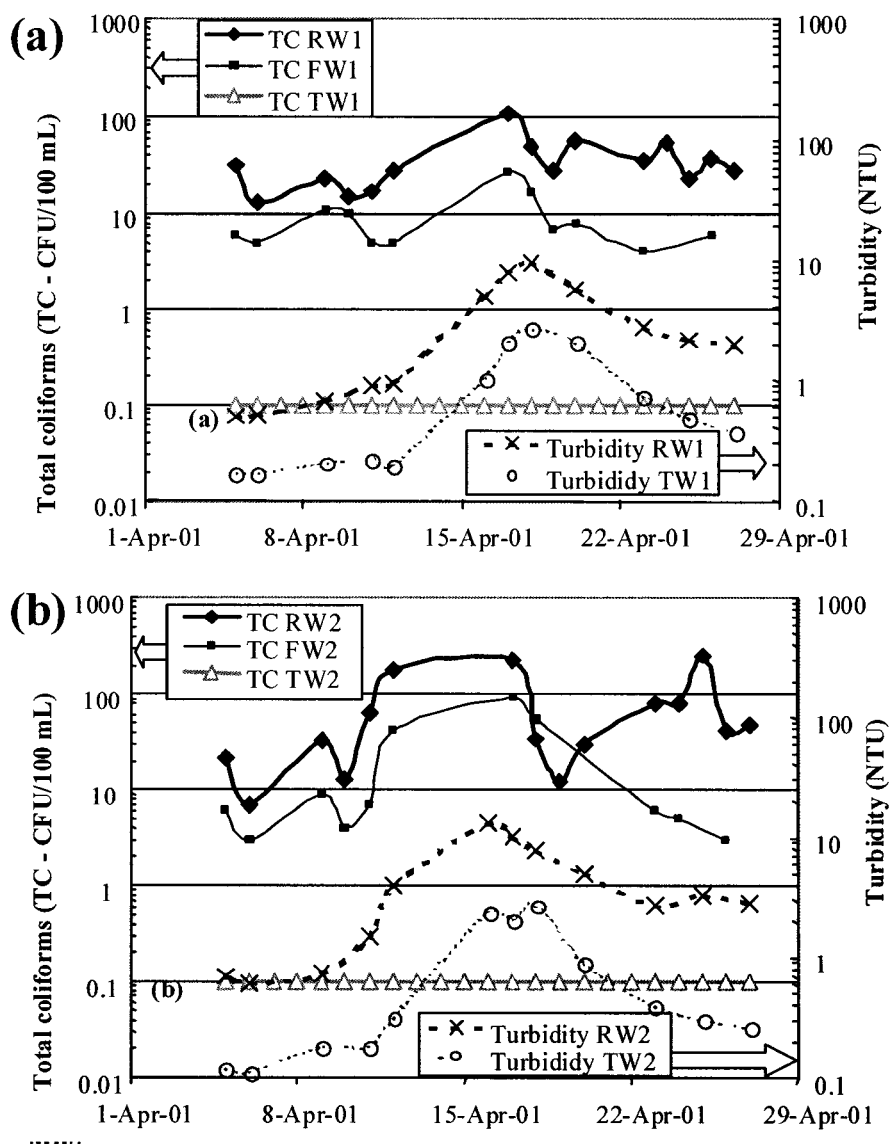 (a)
1000
100
10
1
0.1
0.01
Total coliforms (TC - CFU/100 mL)
TC RW1
TC FW1
TC TW1
1000
100
10
1
0.1
Turbidity (NTU)
(a)
Turbidity RW1
Turbididy TW1
1-Apr-01
8-Apr-01
15-Apr-01
22-Apr-01
29-Apr-01
(b)
1000
100
10
1
0.1
0.01
Total coliforms (TC - CFU/100 mL)
TC RW2
TC FW2
TC TW2
1000
100
10
1
0.1
Turbidity (NTU)
(b)
Turbidity RW2
Turbididy TW2
1-Apr-01
8-Apr-01
15-Apr-01
22-Apr-01
29-Apr-01